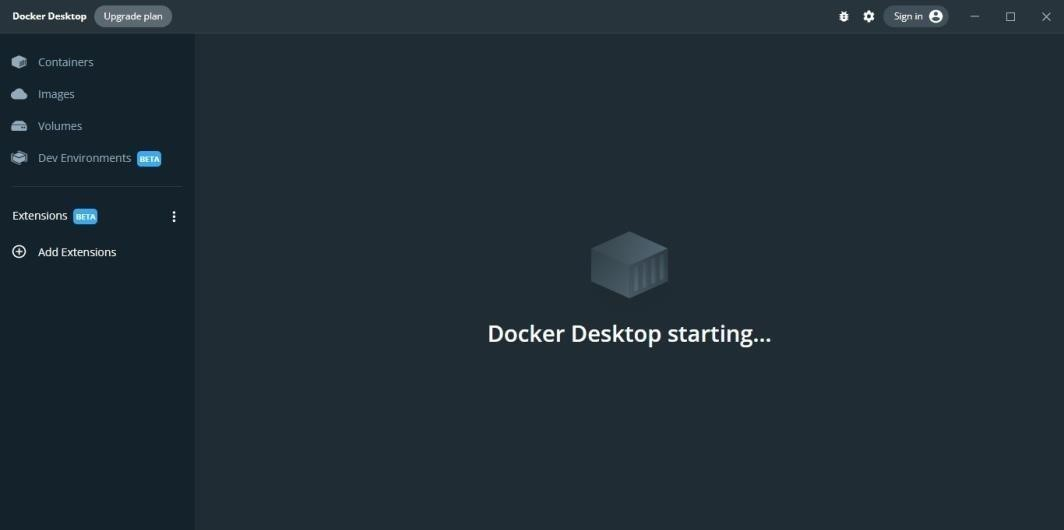 Docker Desktop Upgrade plan Sign in
Containers
Images
Volumes
Dev Environments BETA
Extensions BETA
Add Extensions
Docker Desktop starting...